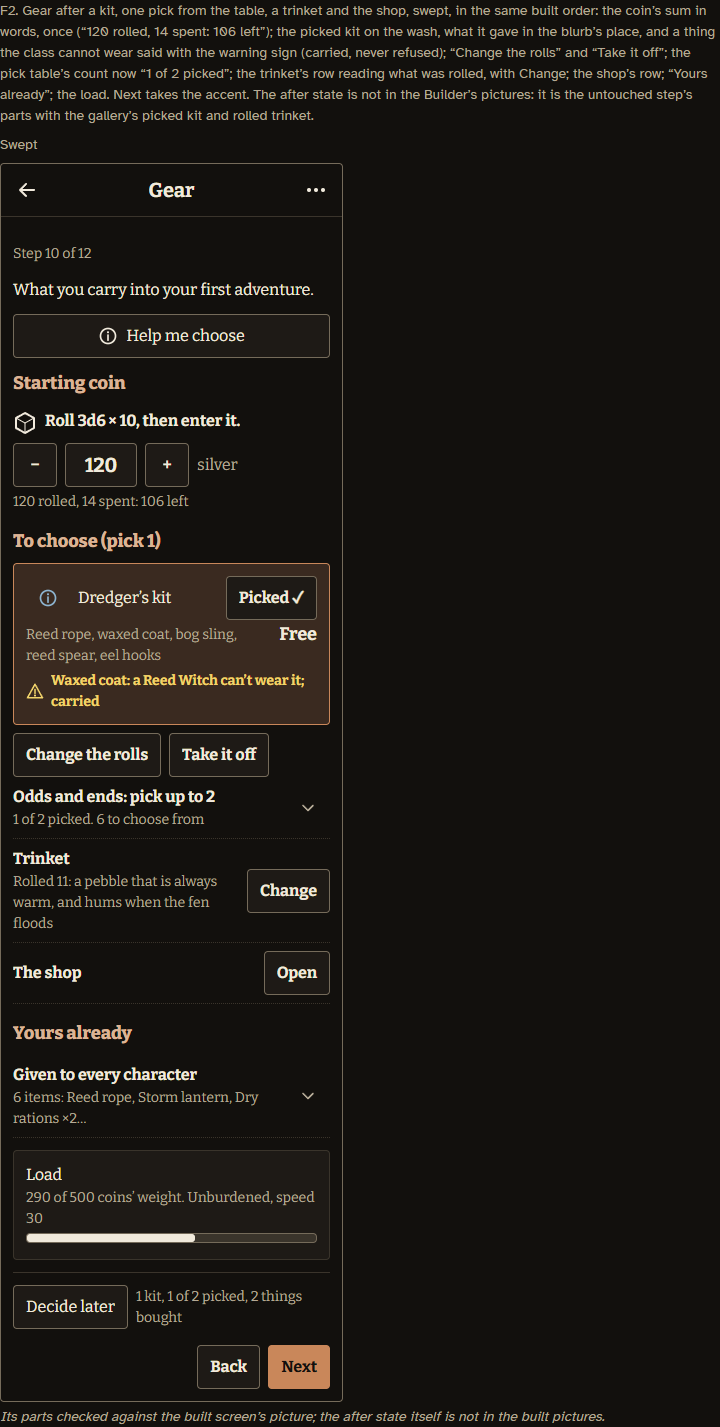 F2. Gear after a kit, one pick from the table, a trinket and the shop, swept, in the same built order: the coin's sum in
words, once (“120 rolled, 14 spent: 106 left”); the picked kit on the wash, what it gave in the blurb's place, and a thing
the class cannot wear said with the warning sign (carried, never refused); “Change the rolls” and “Take it off”; the
pick table's count now “1 of 2 picked”; the trinket's row reading what was rolled, with Change; the shop's row; “Yours
already”; the load. Next takes the accent. The after state is not in the Builder's pictures: it is the untouched step's
parts with the gallery's picked kit and rolled trinket.
Swept
Gear
Step 10 of 12
What you carry into your first adventure.
Help me choose
Starting coin
Roll 3d6 × 10, then enter it.
− 120 + silver
120 rolled, 14 spent: 106 left
To choose (pick 1)
Dredger's kit Picked ✓
Reed rope, waxed coat, bog sling, Free
reed spear, eel hooks
Waxed coat: a Reed Witch can't wear it;
carried
Change the rolls Take it off
Odds and ends: pick up to 2
1 of 2 picked. 6 to choose from
Trinket
Rolled 11: a pebble that is always
warm, and hums when the fen
floods
Change
The shop Open
Yours already
Given to every character
6 items: Reed rope, Storm lantern, Dry
rations ×2…
Load
290 of 500 coins' weight. Unburdened, speed
30
Decide later 1 kit, 1 of 2 picked, 2 things
bought
Back Next
Its parts checked against the built screen's picture; the after state itself is not in the built pictures.